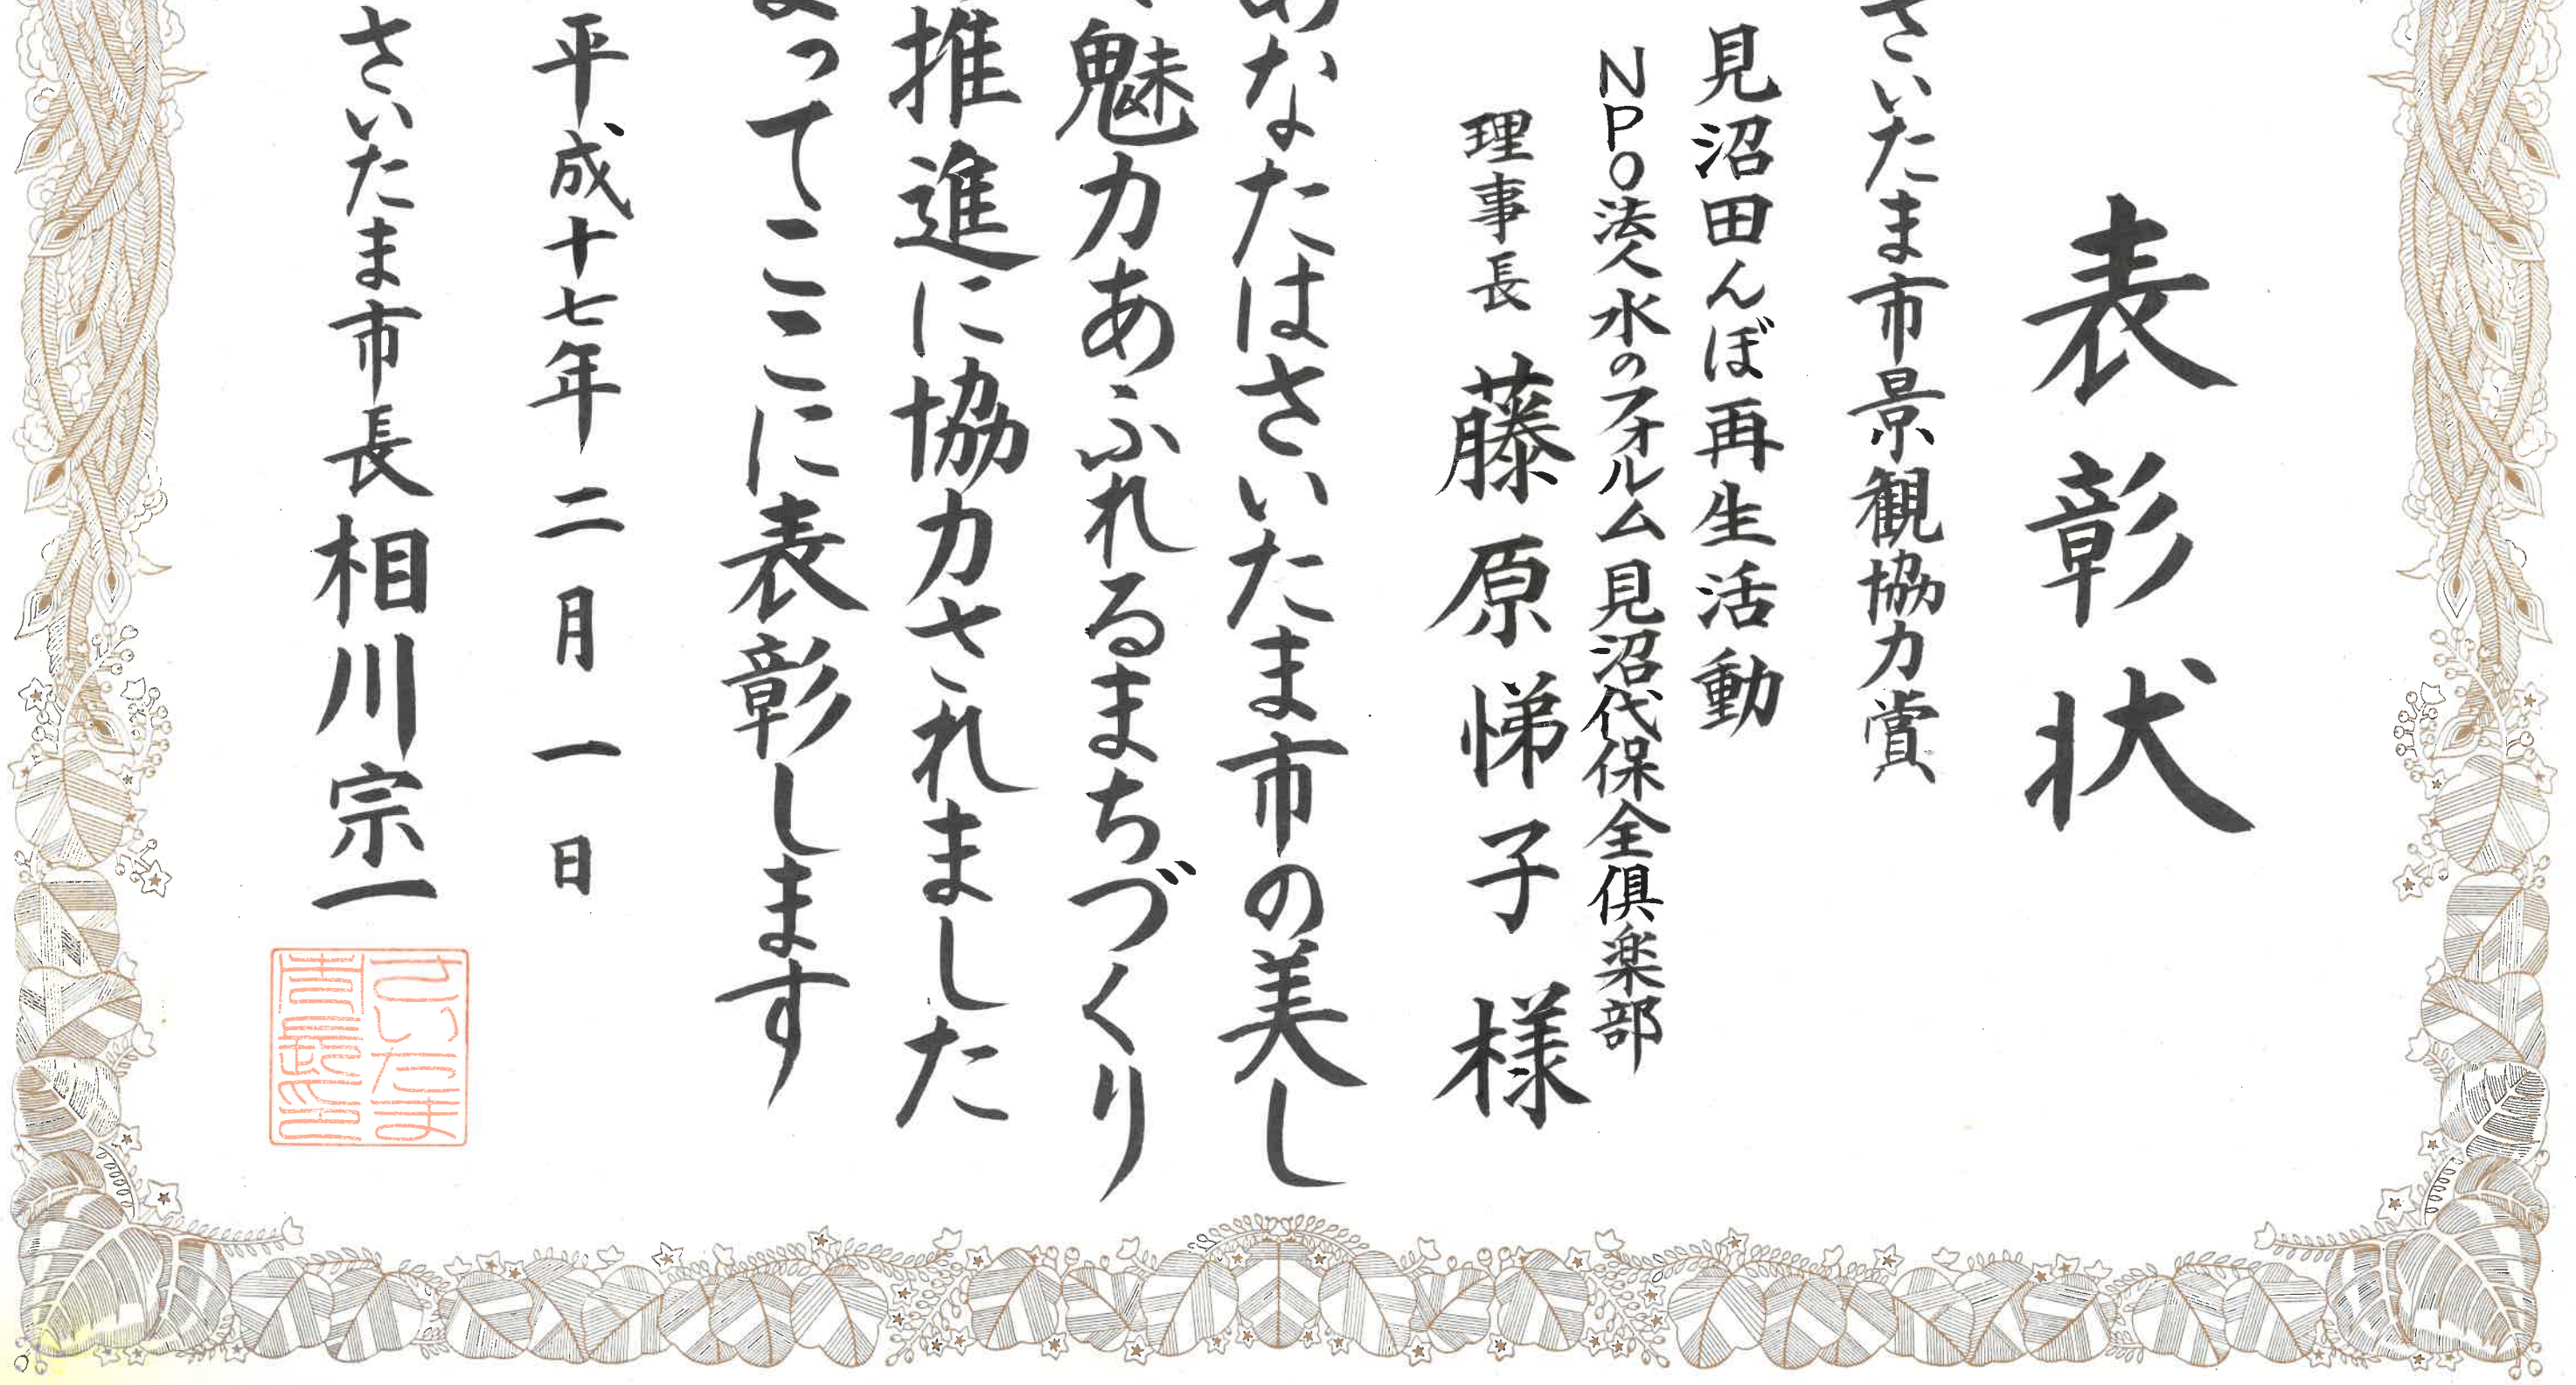 表彰状
さいたま市景観協力賞
見沼田んぼ再生活動
NPO法人水のフォルム見沼代保全倶楽部
理事長 藤原悌子様
あなたはさいたま市の美し
魅力あふれるまちづくり
推進に協力されました
よってここに表彰します
平成十七年二月一日
さいたま市長 相川宗一
さいたま
市長印